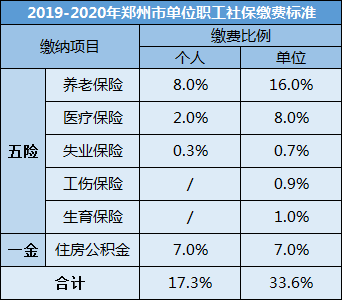 2019-2020年郑州市单位职工社保缴费标准
缴纳项目 缴费比例
个人 单位
五险 养老保险 8.0% 16.0%
医疗保险 2.0% 8.0%
失业保险 0.3% 0.7%
工伤保险 / 0.9%
生育保险 / 1.0%
一金 住房公积金 7.0% 7.0%
合计 17.3% 33.6%